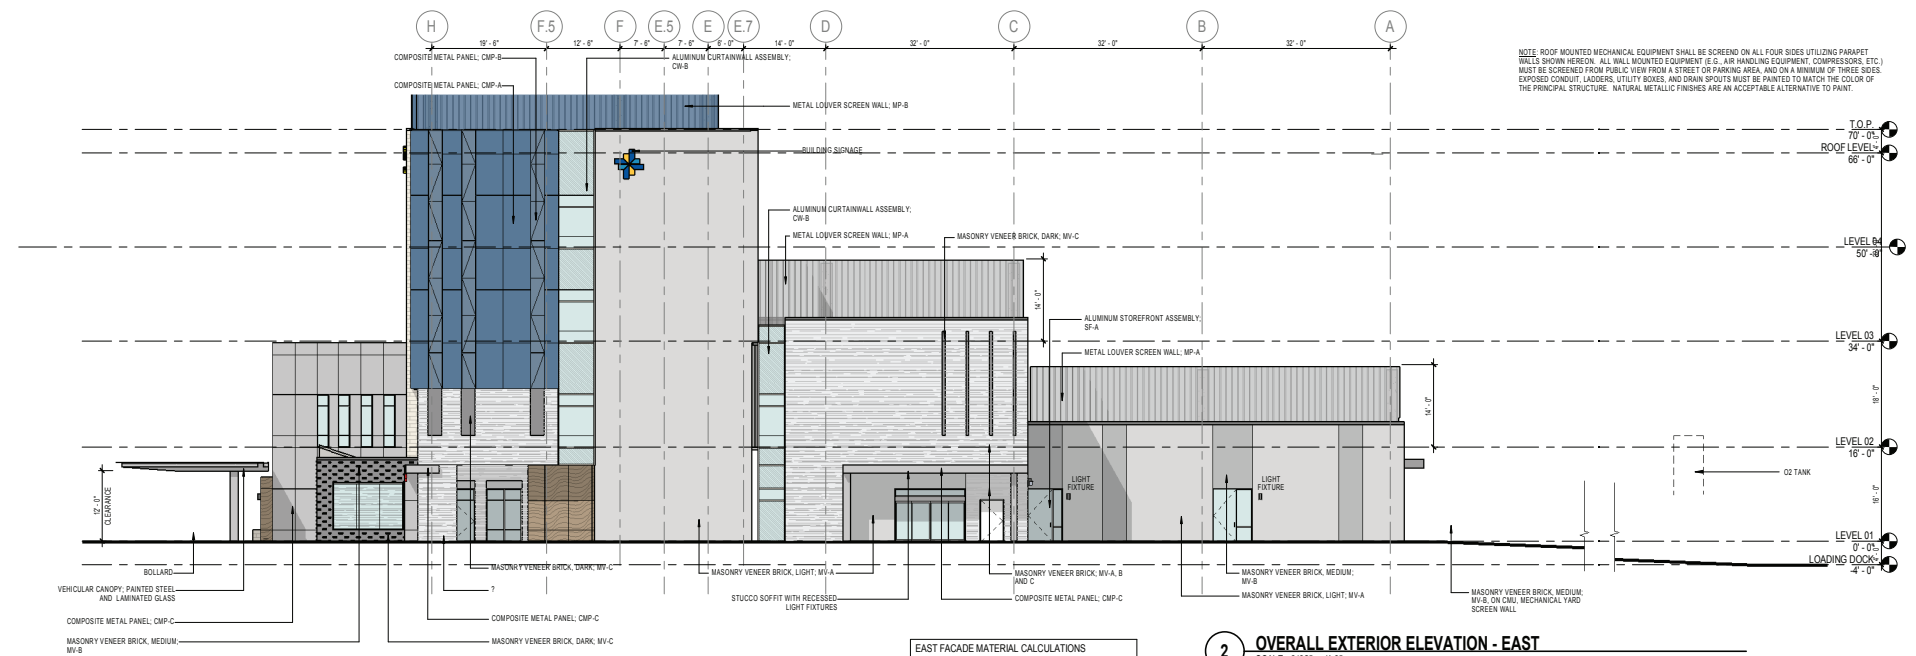 H
F.5
F
E.5
E
E.7
D
C
B
A
19' - 6"
12' - 6"
7' - 6"
7' - 6"
6' - 0"
14' - 0"
32' - 0"
32' - 0"
32' - 0"
COMPOSITE METAL PANEL; CMP-B
COMPOSITE METAL PANEL; CMP-A
ALUMINUM CURTAINWALL ASSEMBLY;
CW-B
METAL LOUVER SCREEN WALL; MP-B
BUILDING SIGNAGE
NOTE: ROOF MOUNTED MECHANICAL EQUIPMENT SHALL BE SCREEND ON ALL FOUR SIDES UTILIZING PARAPET
WALLS SHOWN HEREON. ALL WALL MOUNTED EQUIPMENT (E.G., AIR HANDLING EQUIPMENT, COMPRESSORS, ETC.)
MUST BE SCREENED FROM PUBLIC VIEW FROM A STREET OR PARKING AREA, AND ON A MINIMUM OF THREE SIDES.
EXPOSED CONDUIT, LADDERS, UTILITY BOXES, AND DRAIN SPOUTS MUST BE PAINTED TO MATCH THE COLOR OF
THE PRINCIPAL STRUCTURE. NATURAL METALLIC FINISHES ARE AN ACCEPTABLE ALTERNATIVE TO PAINT.
T.O.P.
70' - 0"
ROOF LEVEL
66' - 0"
ALUMINUM CURTAINWALL ASSEMBLY;
CW-B
METAL LOUVER SCREEN WALL; MP-A
MASONRY VENEER BRICK, DARK; MV-C
LEVEL 04
50' - 0"
14' - 0"
ALUMINUM STOREFRONT ASSEMBLY;
SF-A
METAL LOUVER SCREEN WALL; MP-A
LEVEL 03
34' - 0"
14' - 0"
18' - 0"
LEVEL 02
16' - 0"
O2 TANK
LIGHT
FIXTURE
LIGHT
FIXTURE
12' - 0"
CLEARANCE
16' - 0"
LEVEL 01
0' - 0"
LOADING DOCK
-4' - 0"
BOLLARD
VEHICULAR CANOPY; PAINTED STEEL
AND LAMINATED GLASS
COMPOSITE METAL PANEL; CMP-C
MASONRY VENEER BRICK, MEDIUM;
MV-B
MASONRY VENEER BRICK, DARK; MV-C
?
COMPOSITE METAL PANEL; CMP-C
MASONRY VENEER BRICK, DARK; MV-C
MASONRY VENEER BRICK, LIGHT; MV-A
STUCCO SOFFIT WITH RECESSED
LIGHT FIXTURES
MASONRY VENEER BRICK; MV-A, B
AND C
COMPOSITE METAL PANEL; CMP-C
MASONRY VENEER BRICK, MEDIUM;
MV-B
MASONRY VENEER BRICK, LIGHT; MV-A
MASONRY VENEER BRICK, MEDIUM;
MV-B, ON CMU, MECHANICAL YARD
SCREEN WALL
EAST FACADE MATERIAL CALCULATIONS
2
OVERALL EXTERIOR ELEVATION - EAST